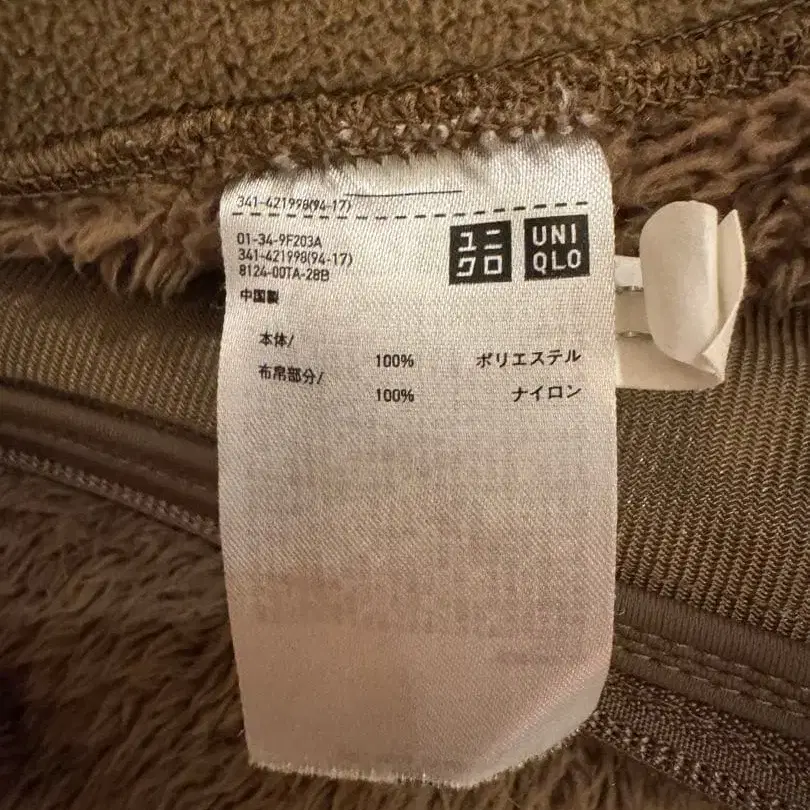 341-421998(94-17)
01-34-9F203A
341-421998(94-17)
8124-00TA-28B
中国製
ユニ
クロ
UNI
QLO
本体/
100% ポリエステル
布帛部分/
100% ナイロン